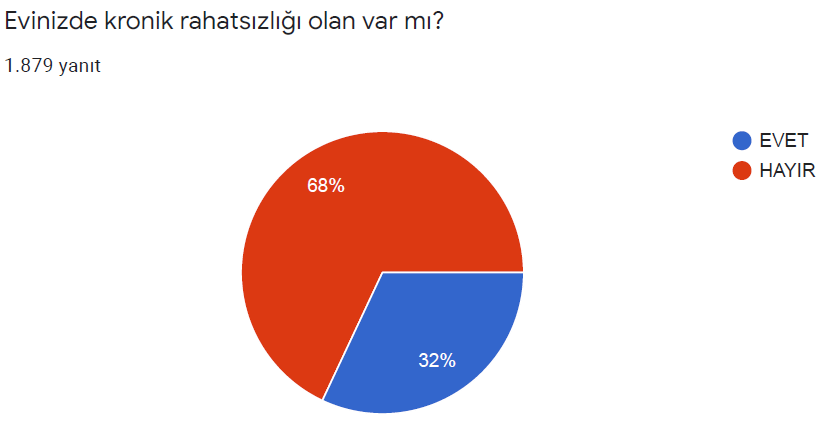 Evinizde kronik rahatsızlığı olan var mı?
1.879 yanıt
EVET
HAYIR
68%
32%